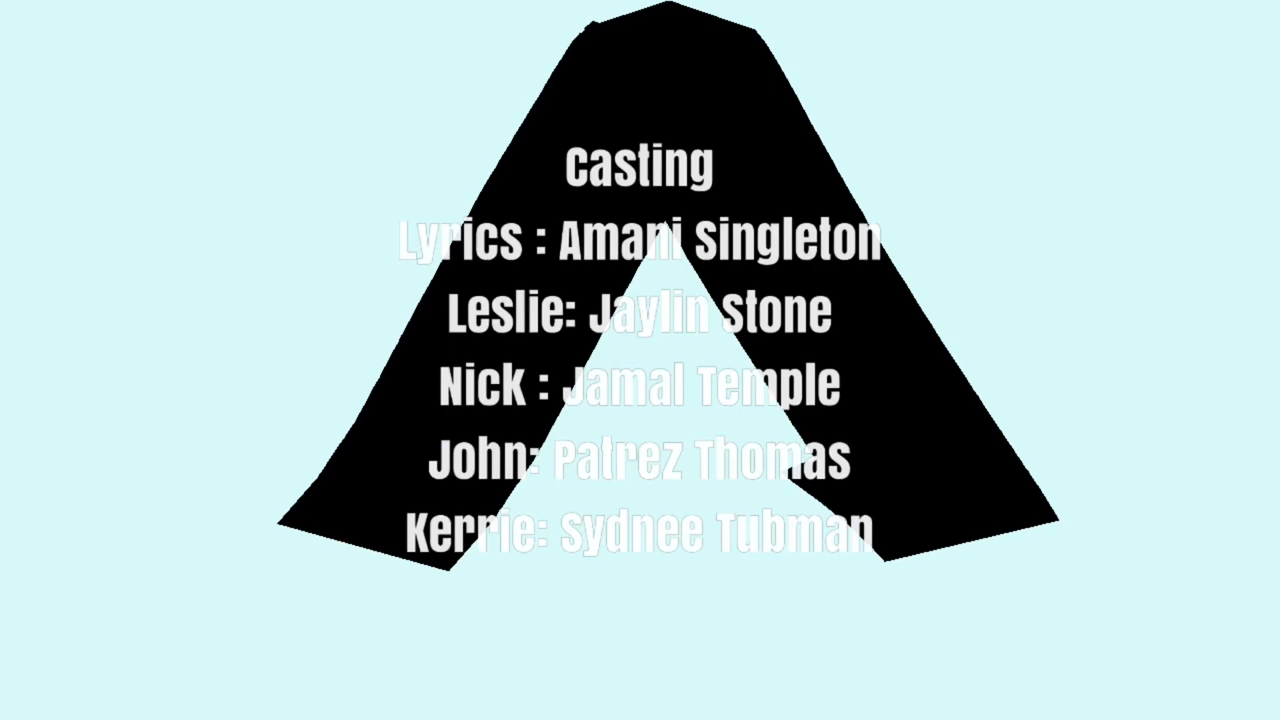 Casting
Lyrics : Amani Singleton
Leslie: Jaylin Stone
Nick : Jamal Temple
John: Patrez Thomas
Kerrie: Sydnee Tubman